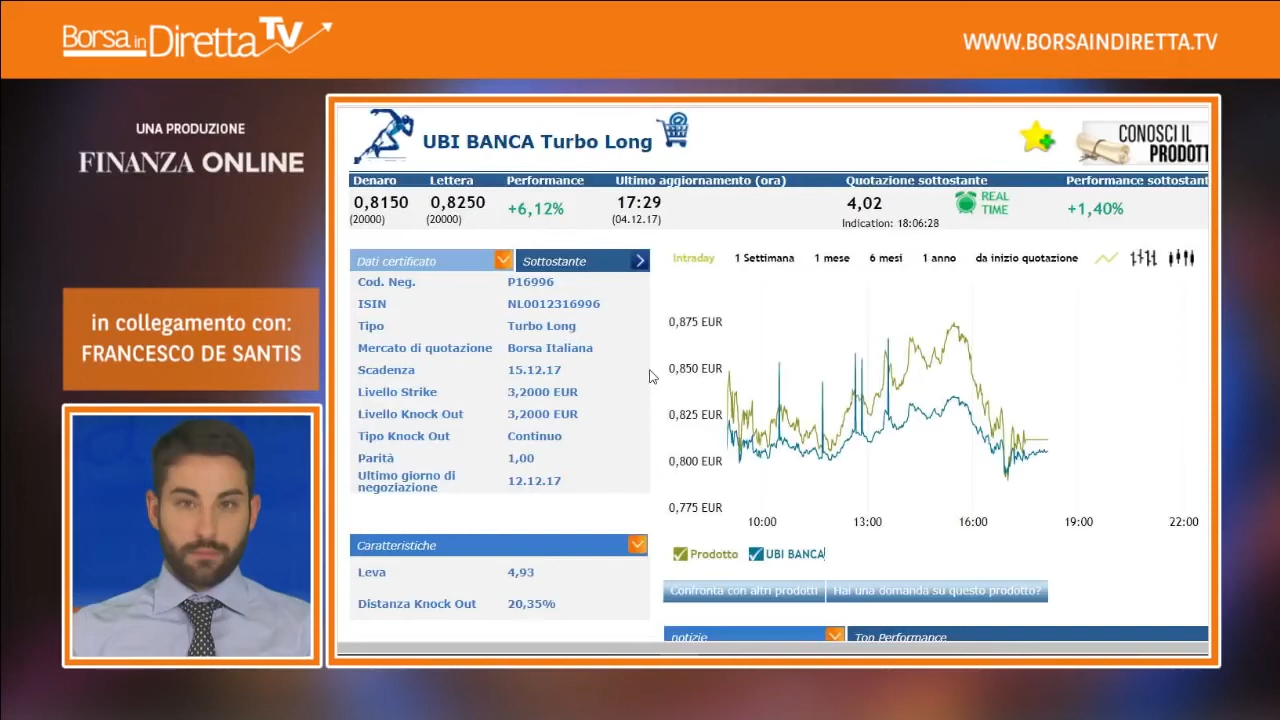 Borsa in Diretta TV
WWW.BORSAINDIRETTA.TV
UNA PRODUZIONE
FINANZA ONLINE
in collegamento con:
FRANCESCO DE SANTIS
UBI BANCA Turbo Long
CONOSCI IL
PRODOTT
Denaro Lettera Performance Ultimo aggiornamento (ora) Quotazione sottostante Performance sottostant
0,8150 0,8250 +6,12% 17:29 4,02 REAL TIME +1,40%
(20000) (20000) (04.12.17) Indication: 18:06:28
Dati certificato Sottostante
Cod. Neg. P16996
ISIN NL0012316996
Tipo Turbo Long
Mercato di quotazione Borsa Italiana
Scadenza 15.12.17
Livello Strike 3,2000 EUR
Livello Knock Out 3,2000 EUR
Tipo Knock Out Continuo
Parità 1,00
Ultimo giorno di negoziazione 12.12.17
Caratteristiche
Leva 4,93
Distanza Knock Out 20,35%
Intraday 1 Settimana 1 mese 6 mesi 1 anno da inizio quotazione
0,875 EUR
0,850 EUR
0,825 EUR
0,800 EUR
0,775 EUR
10:00 13:00 16:00 19:00 22:00
Prodotto UBI BANCA
Confronta con altri prodotti Hai una domanda su questo prodotto?
notizie Top Performance